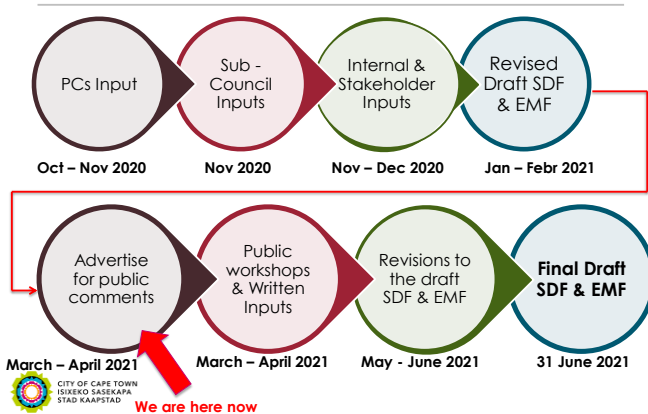 PCs Input
Sub -
Council
Inputs
Internal &
Stakeholder
Inputs
Revised
Draft SDF
& EMF
Oct – Nov 2020
Nov 2020
Nov – Dec 2020
Jan – Febr 2021
Advertise
for public
comments
Public
workshops
& Written
Inputs
Revisions to
the draft
SDF & EMF
Final Draft
SDF & EMF
March – April 2021
March – April 2021
May - June 2021
31 June 2021
CITY OF CAPE TOWN
ISIXEKO SASEKAPA
STAD KAAPSTAD
We are here now